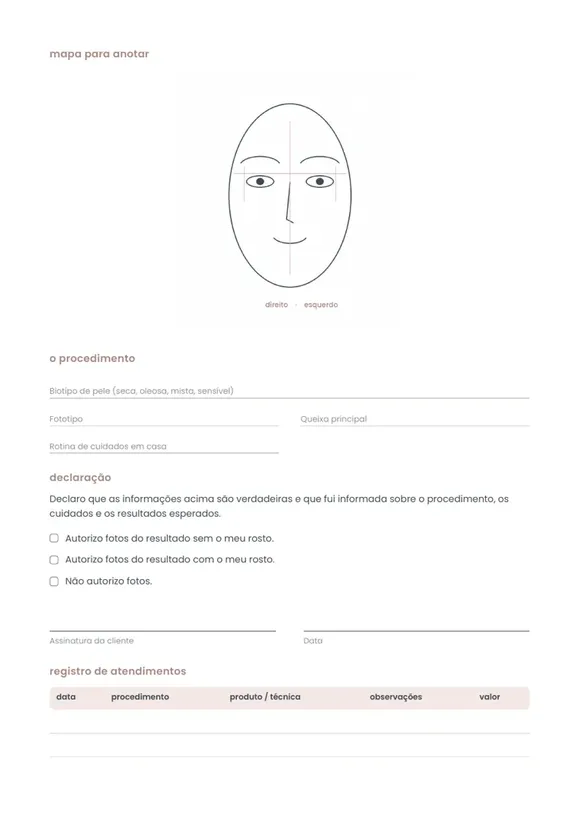 mapa para anotar
direito · esquerdo
o procedimento
Biotipo de pele (seca, oleosa, mista, sensível)
Fototipo
Queixa principal
Rotina de cuidados em casa
declaração
Declaro que as informações acima são verdadeiras e que fui informada sobre o procedimento, os
cuidados e os resultados esperados.
Autorizo fotos do resultado sem o meu rosto.
Autorizo fotos do resultado com o meu rosto.
Não autorizo fotos.
Assinatura da cliente
Data
registro de atendimentos
data procedimento produto / técnica observações valor